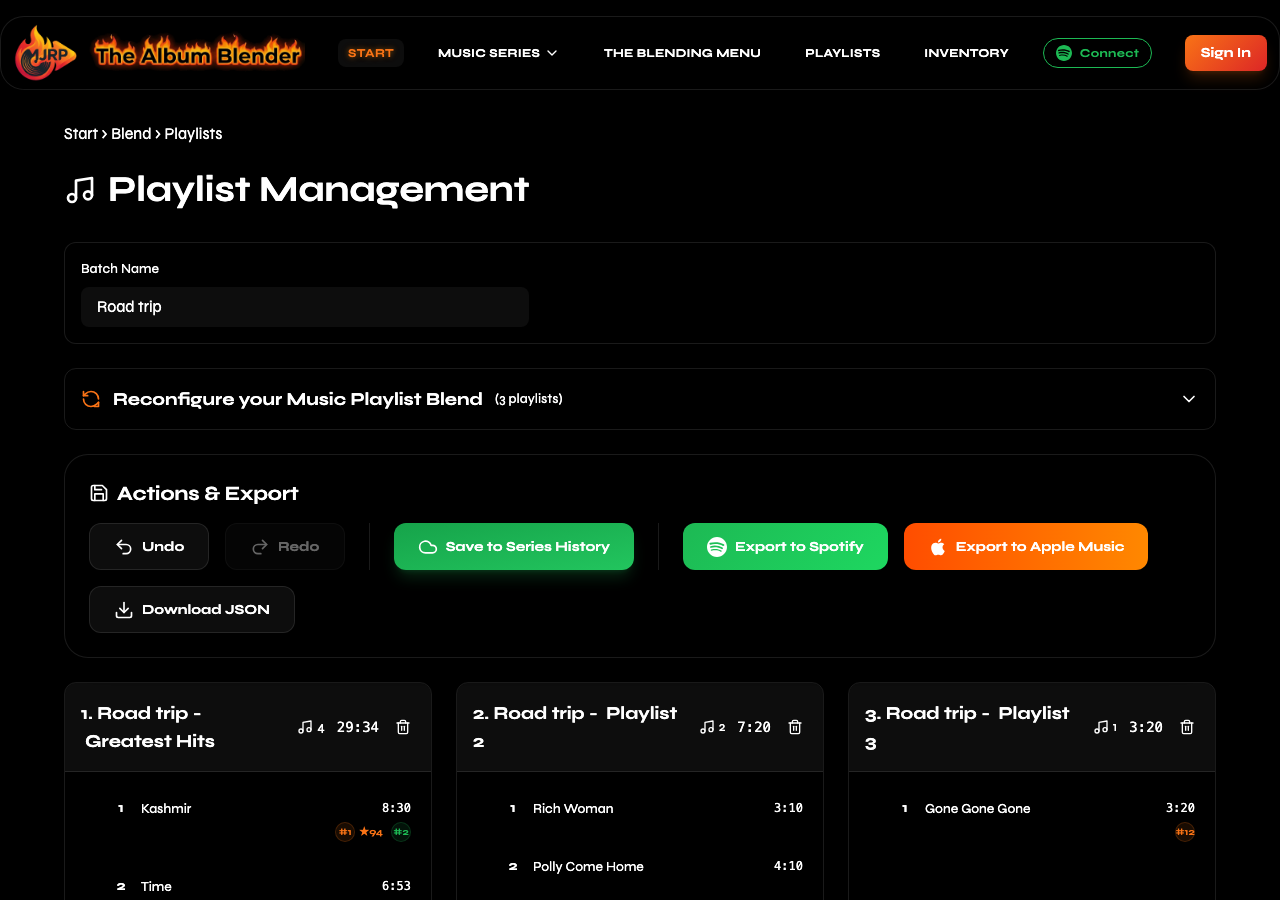 JRP The Album Blender START MUSIC SERIES THE BLENDING MENU PLAYLISTS INVENTORY Connect Sign In
Start › Blend › Playlists
Playlist Management
Batch Name
Road trip
Reconfigure your Music Playlist Blend (3 playlists)
Actions & Export
Undo Redo Save to Series History Export to Spotify Export to Apple Music
Download JSON
1. Road trip -
Greatest Hits
4 29:34
1 Kashmir 8:30
#1 ★94 #2
2 Time 6:53
2. Road trip - Playlist
2
2 7:20
1 Rich Woman 3:10
2 Polly Come Home 4:10
3. Road trip - Playlist
3
1 3:20
1 Gone Gone Gone 3:20
#12